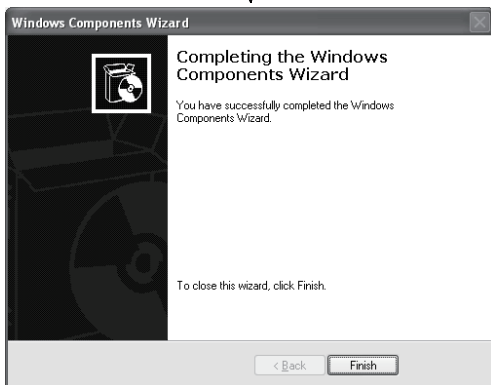 Windows Components Wizard
Completing the Windows
Components Wizard
You have successfully completed the Windows
Components Wizard.
To close this wizard, click Finish.
< Back
Finish